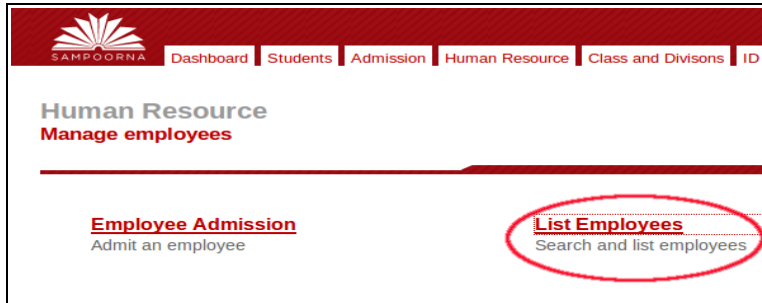 SAMPOORNA
Dashboard Students Admission Human Resource Class and Divisons ID
Human Resource
Manage employees
Employee Admission List Employees
Admit an employee Search and list employees